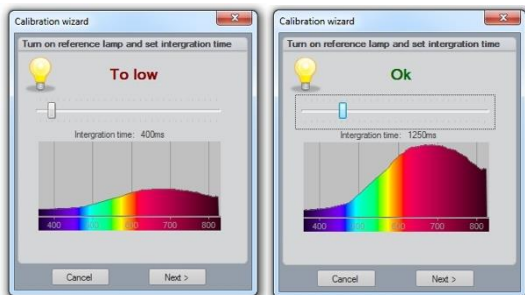 Calibration wizard
Turn on reference lamp and set intergration time
To low
Intergration time: 400ms
400 500 600 700 800
Cancel Next >
Calibration wizard
Turn on reference lamp and set intergration time
Ok
Intergration time: 1250ms
400 500 600 700 800
Cancel Next >